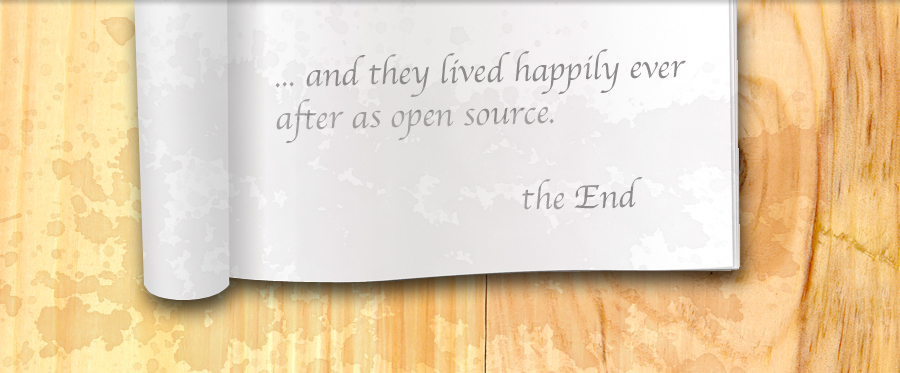 ... and they lived happily ever
after as open source.
the End